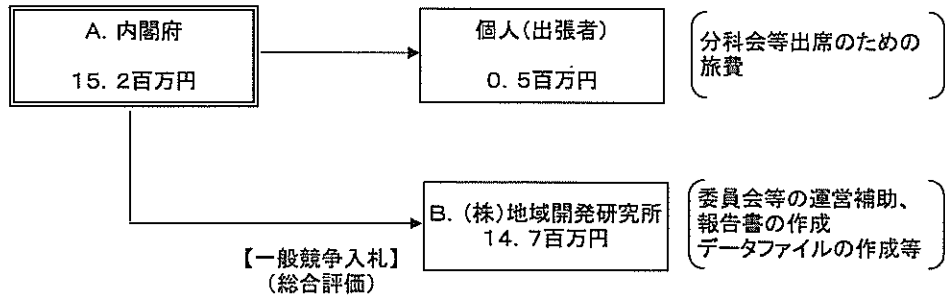 A. 内閣府
15. 2百万円
個人(出張者)
0. 5百万円
分科会等出席のための
旅費
B. (株)地域開発研究所
14. 7百万円
委員会等の運営補助、
報告書の作成
データファイルの作成等
【一般競争入札】
(総合評価)